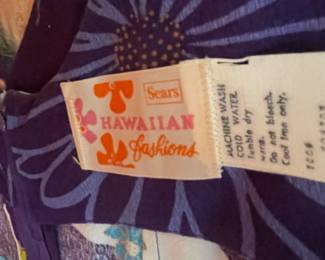 Sears
HAWAIIAN
fashions
MACHINE WASH
COLD WATER
Tumble dry
warm.
Do not bleach.
Cool iron only.